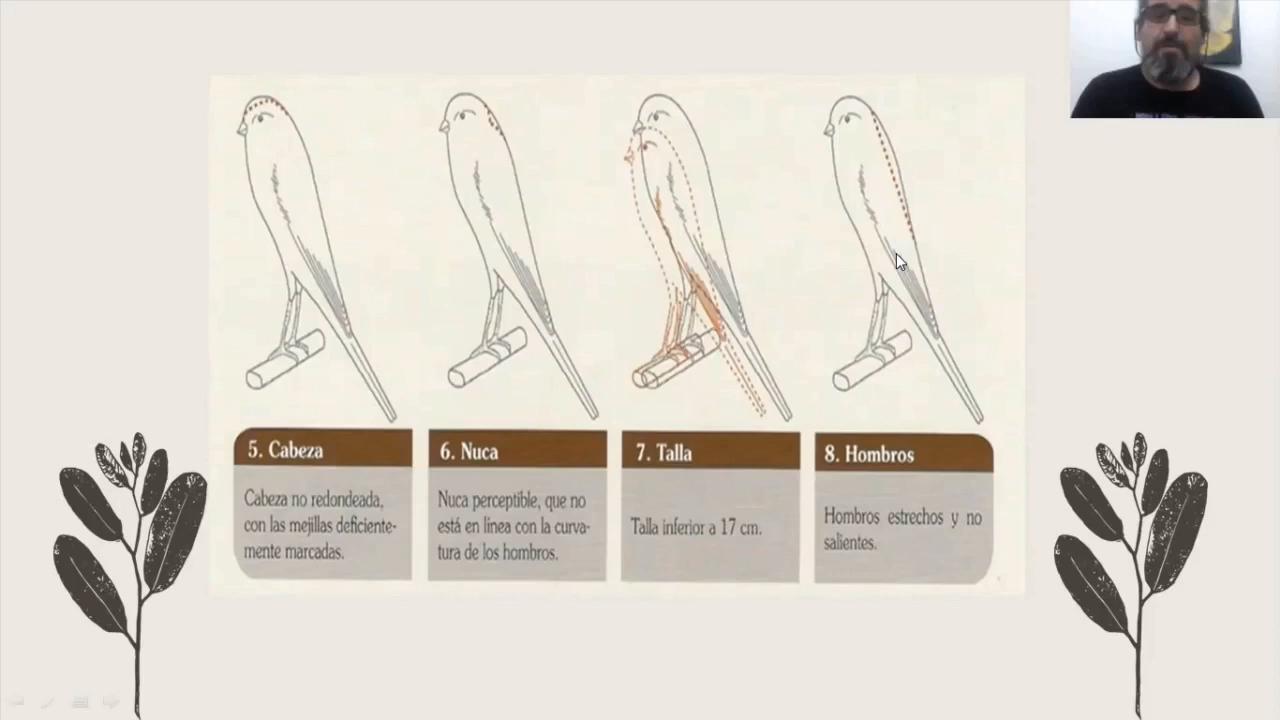 5. Cabeza
Cabeza no redondeada,
con las mejillas deficiente-
mente marcadas.
6. Nuca
Nuca perceptible, que no
está en línea con la curva-
tura de los hombros.
7. Talla
Talla inferior a 17 cm.
8. Hombros
Hombros estrechos y no
salientes.